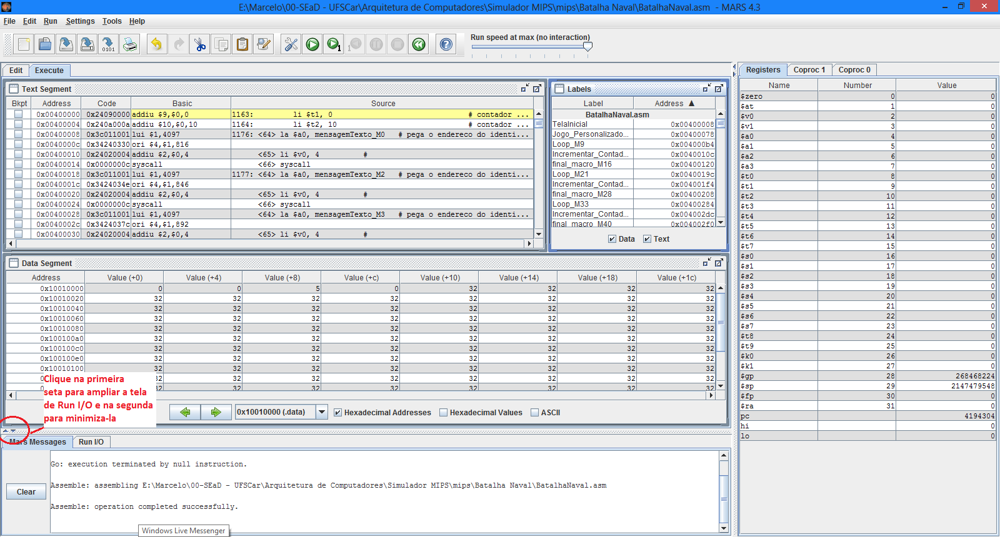 E:\Marcelo\00-SEaD - UFSCar\Arquitetura de Computadores\Simulador MIPS\mips\Batalha Naval\BatalhaNaval.asm - MARS 4.3
File Edit Run Settings Tools Help
Run speed at max (no interaction)
Edit Execute
Text Segment
Bkpt Address Code Basic Source
0x00400000 0x24090000 addiu $9,$0,0 1163: li $t1, 0 # contador ...
0x00400004 0x240a000a addiu $10,$0,10 1164: li $t2, 10 # contador ...
0x00400008 0x3c011001 lui $1,4097 1176: <64> la $a0, mensagemTexto_M0 # pega o endereco do identi...
0x0040000c 0x34240330 ori $4,$1,816
0x00400010 0x24020004 addiu $2,$0,4 <65> li $v0, 4 #
0x00400014 0x0000000c syscall <66> syscall
0x00400018 0x3c011001 lui $1,4097 1177: <64> la $a0, mensagemTexto_M2 # pega o endereco do identi...
0x0040001c 0x3424034e ori $4,$1,846
0x00400020 0x24020004 addiu $2,$0,4 <65> li $v0, 4 #
0x00400024 0x0000000c syscall <66> syscall
0x00400028 0x3c011001 lui $1,4097 <64> la $a0, mensagemTexto_M3 # pega o endereco do identi...
0x0040002c 0x3424037c ori $4,$1,892
0x00400030 0x24020004 addiu $2,$0,4 <65> li $v0, 4 #
Labels
Label Address ▲
BatalhaNaval.asm
TelaInicial 0x00400008
Jogo_Personalizado... 0x00400078
Loop_M9 0x004000b4
Incrementar_Contad... 0x0040010c
final_macro_M16 0x00400120
Loop_M21 0x0040019c
Incrementar_Contad... 0x004001f4
final_macro_M28 0x00400208
Loop_M33 0x00400284
Incrementar_Contad... 0x004002dc
final_macro_M40 0x004002f0
Data Text
Data Segment
Address Value (+0) Value (+4) Value (+8) Value (+c) Value (+10) Value (+14) Value (+18) Value (+1c)
0x10010000 0 0 5 0 32 32 32 32
0x10010020 32 32 32 32 32 32 32 32
0x10010040 32 32 32 32 32 32 32 32
0x10010060 32 32 32 32 32 32 32 32
0x10010080 32 32 32 32 32 32 32 32
0x100100a0 32 32 32 32 32 32 32 32
0x100100c0 32 32 32 32 32 32 32 32
0x100100e0 32 32 32 32 32 32 32 32
0x10010100 32 32 32 32 32 32 32 32
32 32 32 32 32 32 32 32
32 32 32 32 32 32 32 32
Clique na primeira
seta para ampliar a tela
de Run I/O e na segunda
para minimiza-la
0x10010000 (.data) Hexadecimal Addresses Hexadecimal Values ASCII
Mars Messages Run I/O
Go: execution terminated by null instruction.
Assemble: assembling E:\Marcelo\00-SEaD - UFSCar\Arquitetura de Computadores\Simulador MIPS\mips\Batalha Naval\BatalhaNaval.asm
Clear
Assemble: operation completed successfully.
Windows Live Messenger
Registers Coproc 1 Coproc 0
Name Number Value
$zero 0 0
$at 1 0
$v0 2 0
$v1 3 0
$a0 4 0
$a1 5 0
$a2 6 0
$a3 7 0
$t0 8 0
$t1 9 0
$t2 10 0
$t3 11 0
$t4 12 0
$t5 13 0
$t6 14 0
$t7 15 0
$s0 16 0
$s1 17 0
$s2 18 0
$s3 19 0
$s4 20 0
$s5 21 0
$s6 22 0
$s7 23 0
$t8 24 0
$t9 25 0
$k0 26 0
$k1 27 0
$gp 28 268468224
$sp 29 2147479548
$fp 30 0
$ra 31 0
pc 4194304
hi 0
lo 0